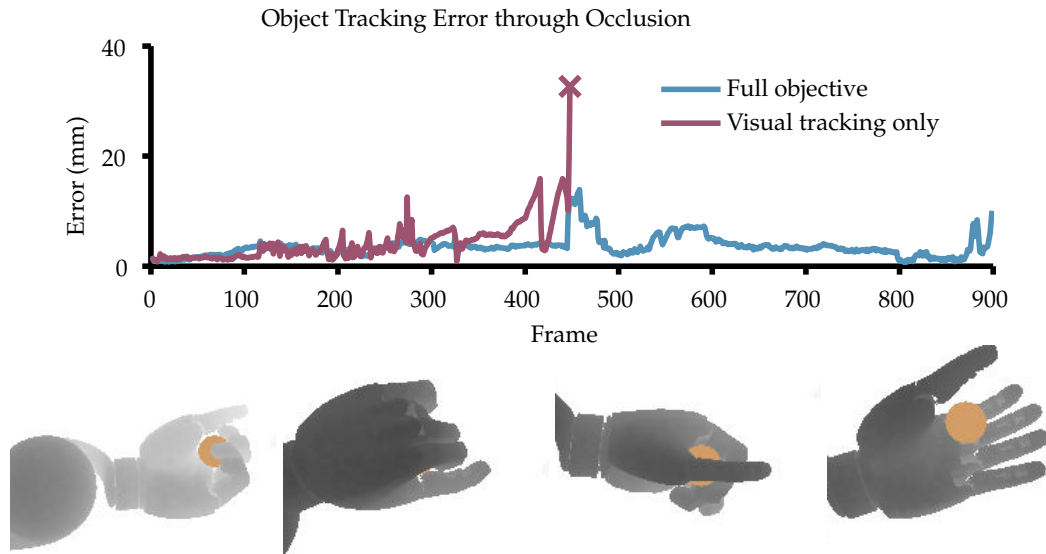 Object Tracking Error through Occlusion
40
20
0
Error (mm)
Full objective
Visual tracking only
0 100 200 300 400 500 600 700 800 900
Frame